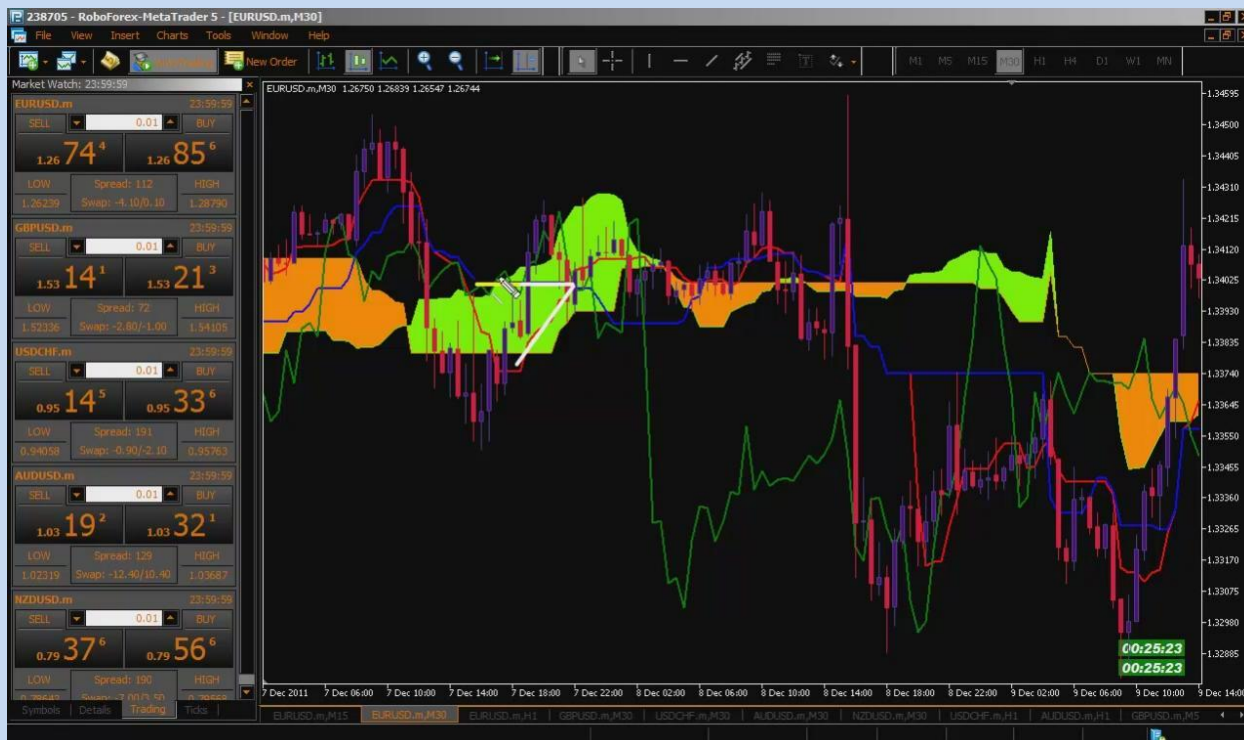 238705 - RoboForex-MetaTrader 5 - [EURUSD.m,M30]
File View Insert Charts Tools Window Help
New Order M1 M5 M15 M30 H1 H4 D1 W1 MN
Market Watch: 23:59:59
EURUSD.m 23:59:59
SELL 0.01 BUY
1.26 74 4 1.26 85 6
LOW Spread: 112 HIGH
1.26239 Swap: -4.10/0.10 1.28790
GBPUSD.m 23:59:59
SELL 0.01 BUY
1.53 14 1 1.53 21 3
LOW Spread: 72 HIGH
1.52336 Swap: -2.80/-1.00 1.54105
USDCHF.m 23:59:59
SELL 0.01 BUY
0.95 14 5 0.95 33 6
LOW Spread: 191 HIGH
0.94058 Swap: -0.90/-2.10 0.95763
AUDUSD.m 23:59:59
SELL 0.01 BUY
1.03 19 2 1.03 32 1
LOW Spread: 129 HIGH
1.02319 Swap: -12.40/10.40 1.03687
NZDUSD.m 23:59:59
SELL 0.01 BUY
0.79 37 6 0.79 56 6
LOW Spread: 190 HIGH
Symbols Details Trading Ticks
EURUSD.m,M30 1.26750 1.26839 1.26547 1.26744
1.34595
1.34500
1.34405
1.34310
1.34215
1.34120
1.34025
1.33930
1.33835
1.33740
1.33645
1.33550
1.33455
1.33360
1.33265
1.33170
1.33075
1.32980
1.32885
00:25:23
00:25:23
7 Dec 2011 7 Dec 06:00 7 Dec 10:00 7 Dec 14:00 7 Dec 18:00 7 Dec 22:00 8 Dec 02:00 8 Dec 06:00 8 Dec 10:00 8 Dec 14:00 8 Dec 18:00 8 Dec 22:00 9 Dec 02:00 9 Dec 06:00 9 Dec 10:00 9 Dec 14:00
EURUSD.m,M15 EURUSD.m,M30 EURUSD.m,H1 GBPUSD.m,M30 USDCHF.m,M30 AUDUSD.m,M30 NZDUSD.m,M30 USDCHF.m,H1 AUDUSD.m,H1 GBPUSD.m,M5